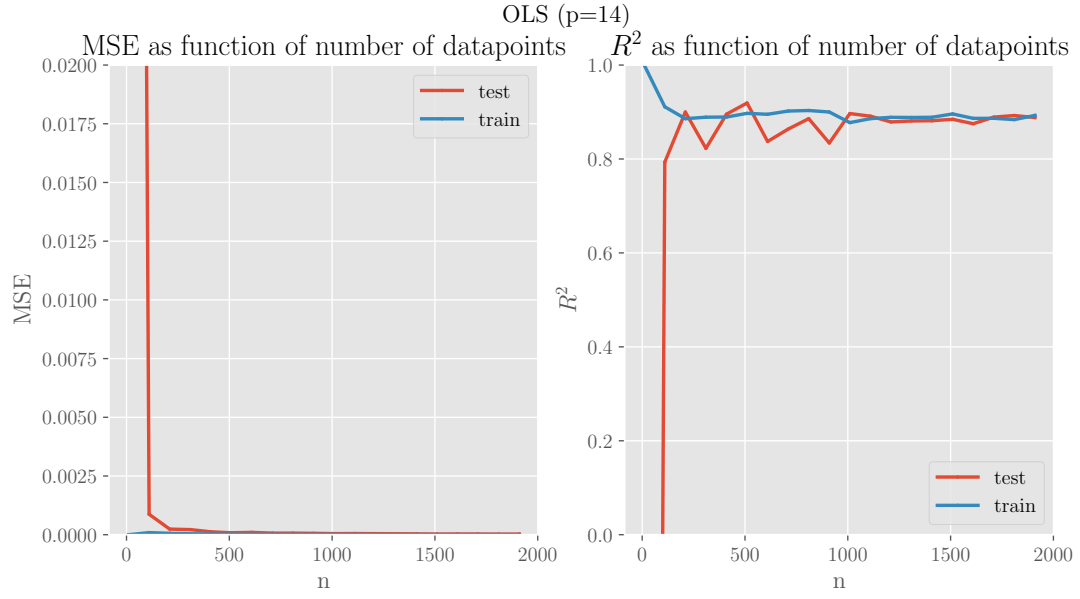 OLS (p=14)
MSE as function of number of datapoints
0.0200
0.0175
0.0150
0.0125
0.0100
0.0075
0.0050
0.0025
0.0000
MSE
0
500
1000
1500
2000
n
test
train
R² as function of number of datapoints
1.0
0.8
0.6
0.4
0.2
0.0
R²
0
500
1000
1500
2000
n
test
train